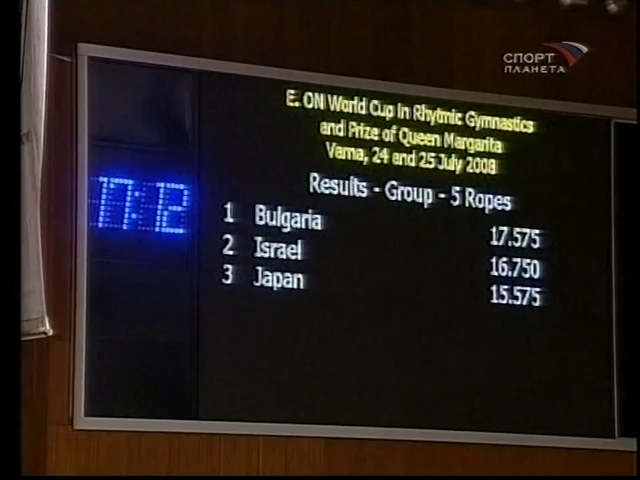 СПОРТ
ПЛАНЕТА
E. ON World Cup in Rhytmic Gymnastics
and Prize of Queen Margarita
Varna, 24 and 25 July 2008
Results - Group - 5 Ropes
17:12
1 Bulgaria 17.575
2 Israel 16.750
3 Japan 15.575